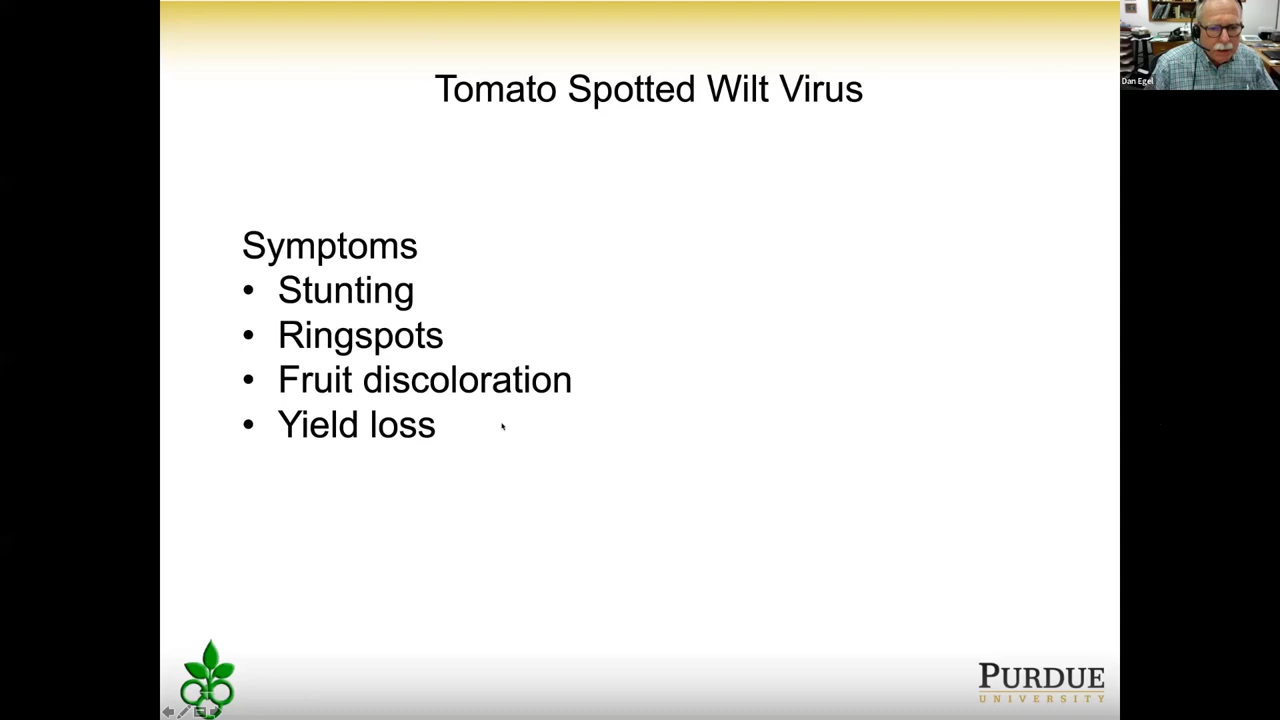 Tomato Spotted Wilt Virus
Dan Egel
Symptoms
• Stunting
• Ringspots
• Fruit discoloration
• Yield loss
PURDUE
UNIVERSITY